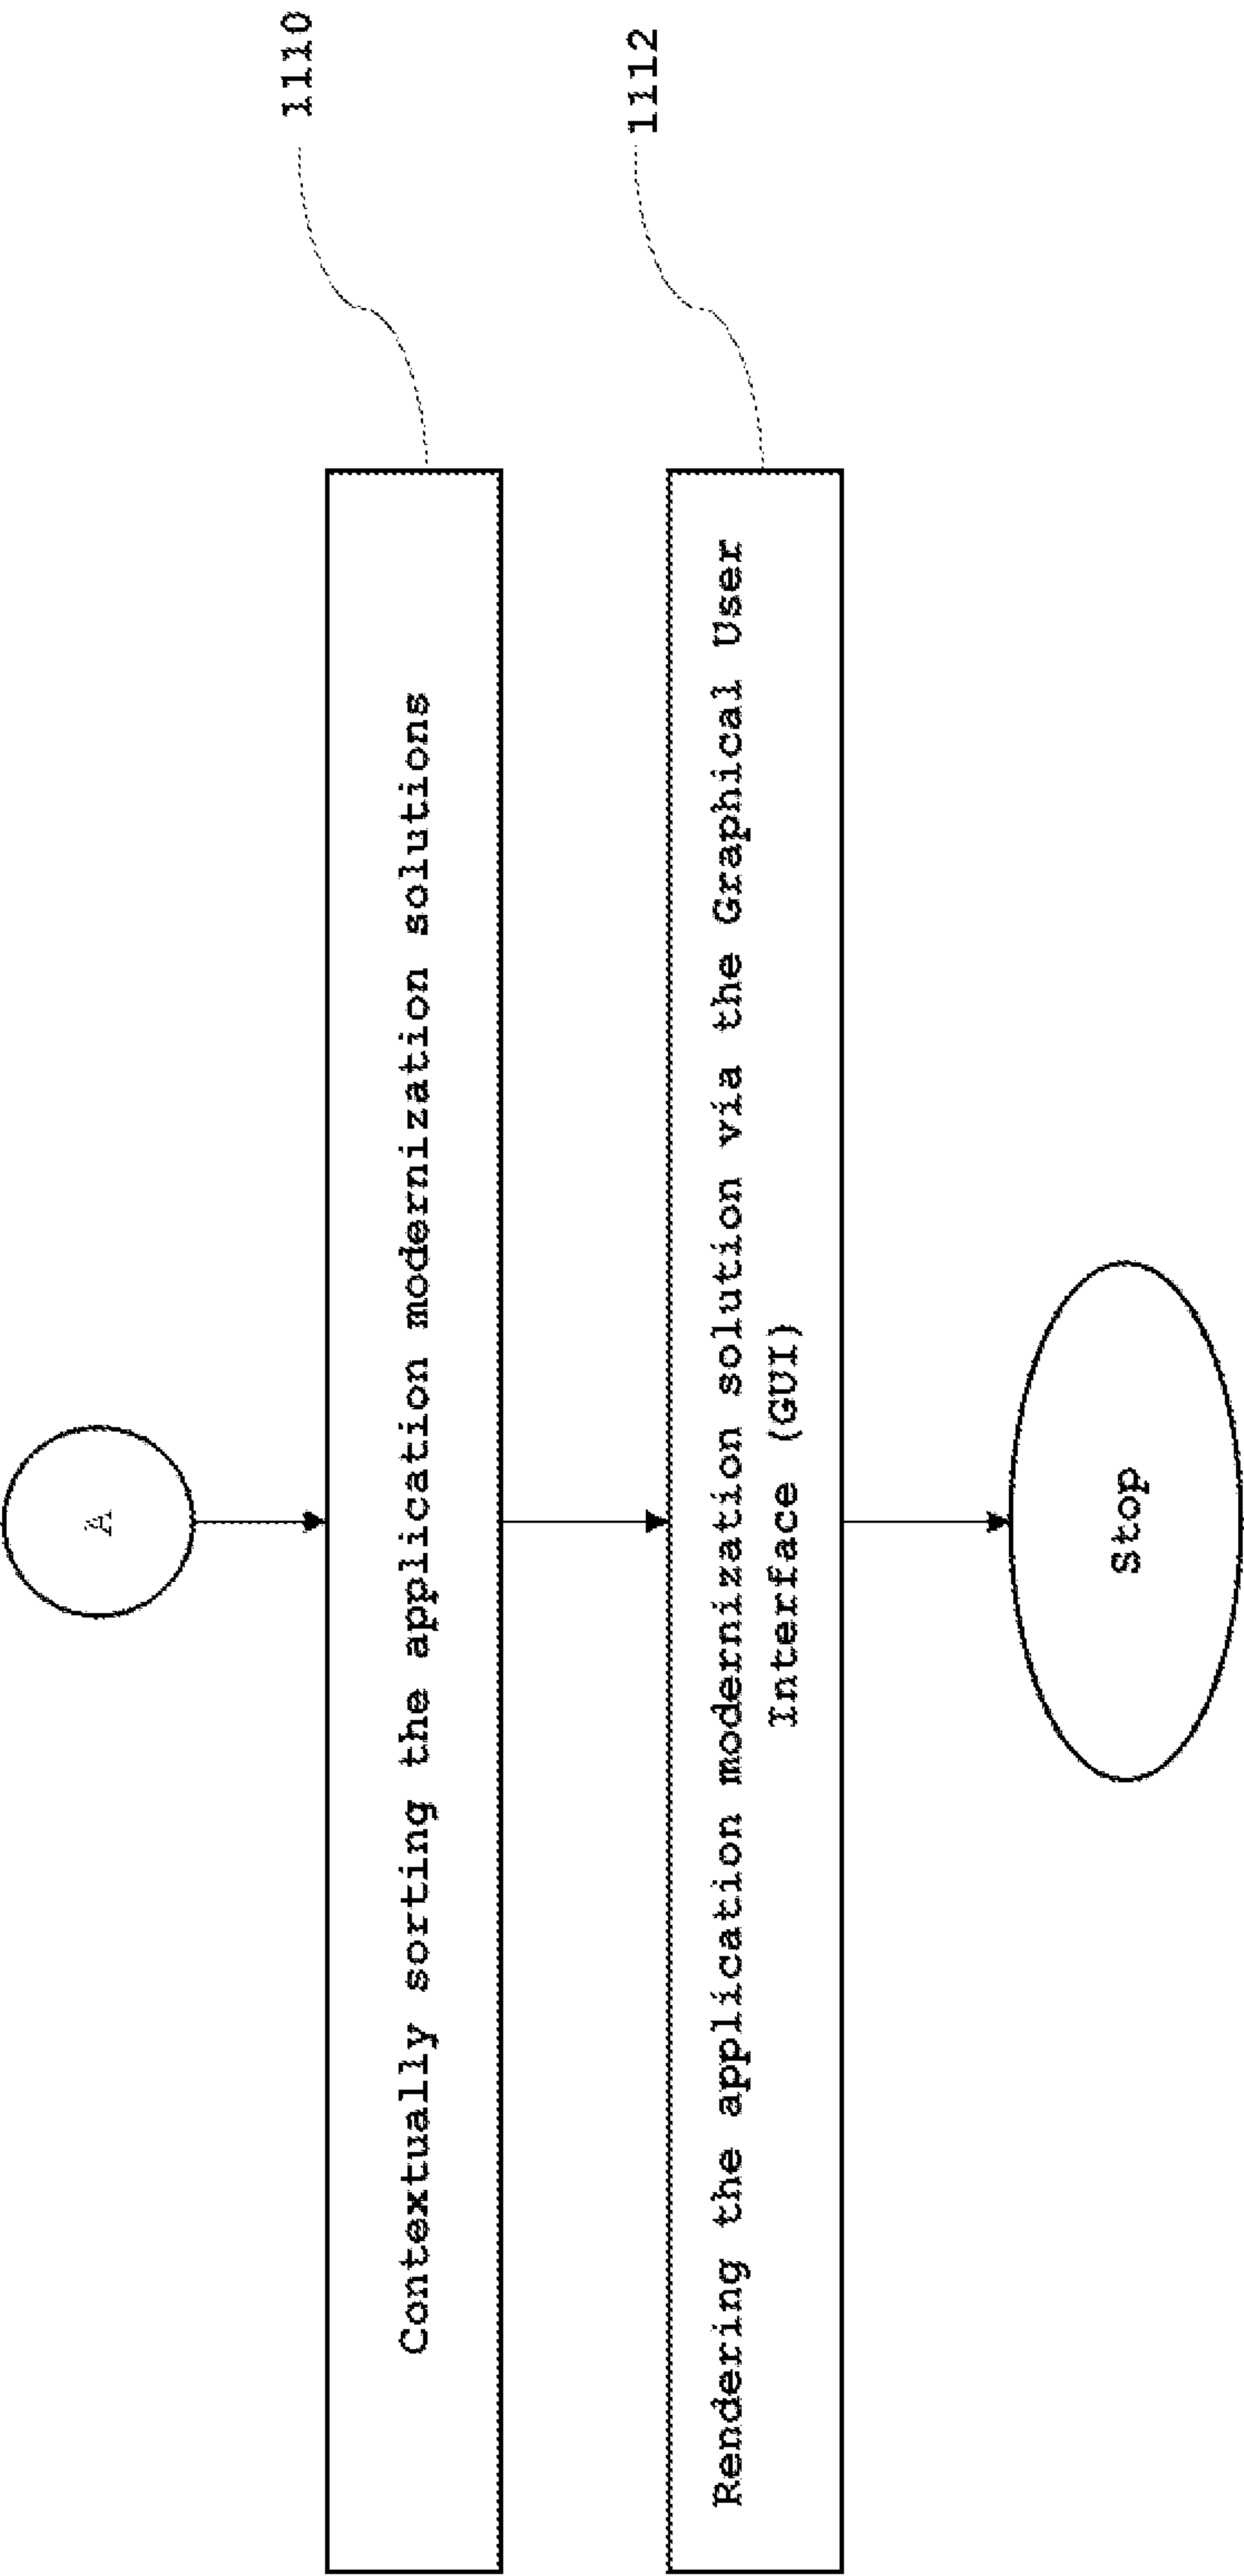 A
1110
Contextually sorting the application modernization solutions
1112
Rendering the application modernization solution via the Graphical User
Interface (GUI)
Stop